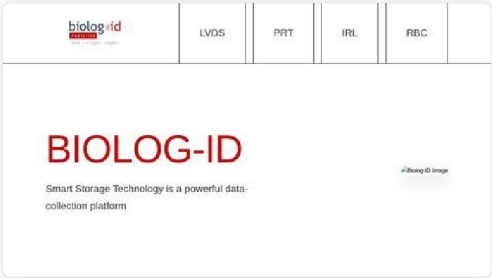 biolog-id
LVDS
PRT
IRL
RBC
BIOLOG-ID
Smart Storage Technology is a powerful data-
collection platform
Biolog-ID Image